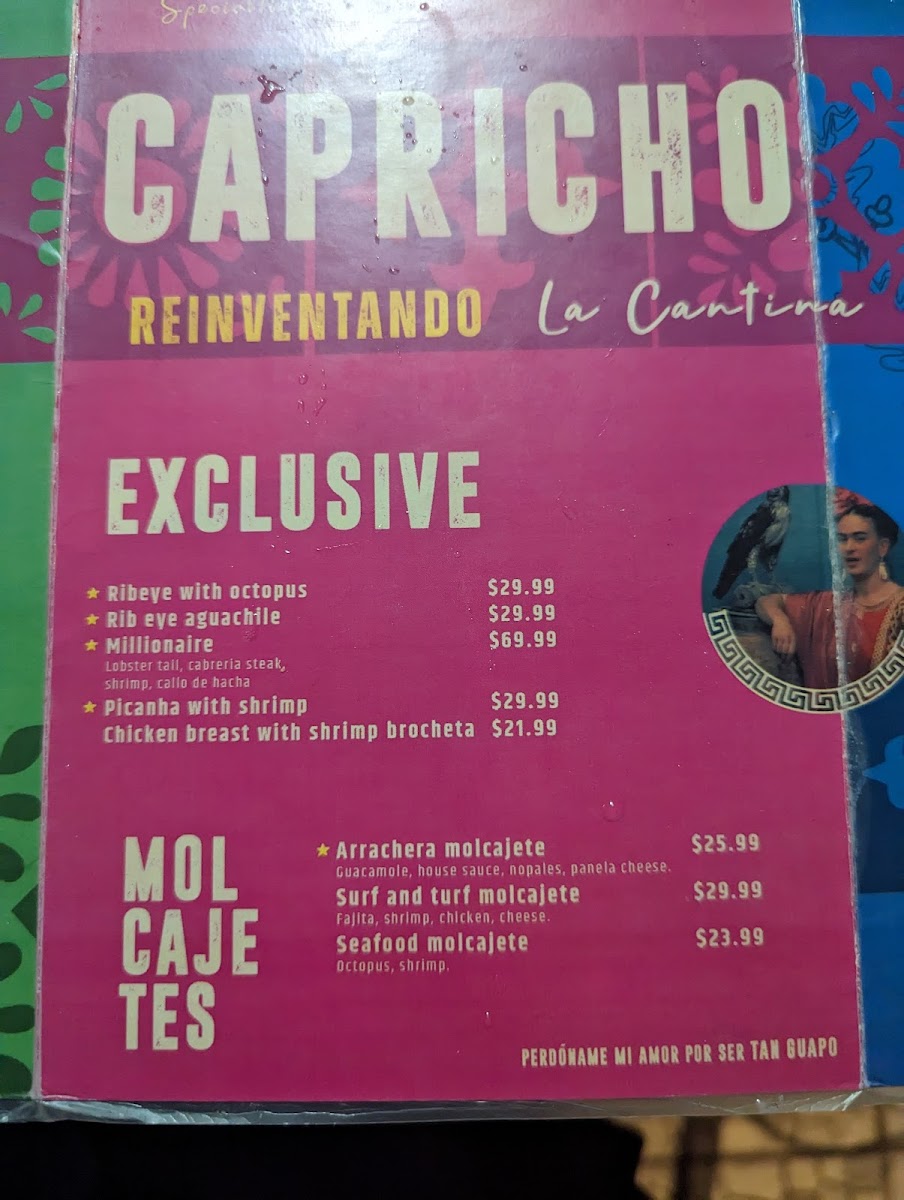 CAPRICHO
REINVENTANDO La Cantina
EXCLUSIVE
★ Ribeye with octopus $29.99
★ Rib eye aguachile $29.99
★ Millionaire $69.99
Lobster tail, cabreria steak,
shrimp, callo de hacha
★ Picanha with shrimp $29.99
Chicken breast with shrimp brocheta $21.99
MOL
CAJE
TES
★ Arrachera molcajete $25.99
Guacamole, house sauce, nopales, panela cheese.
Surf and turf molcajete $29.99
Fajita, shrimp, chicken, cheese.
Seafood molcajete $23.99
Octopus, shrimp.
PERDÓNAME MI AMOR POR SER TAN GUAPO